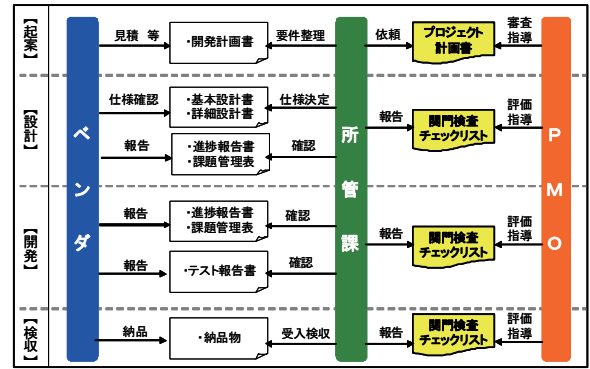 【起案】
見積 等
・開発計画書
要件整理
依頼
プロジェクト
計画書
審査
指導
【設計】
仕様確認
・基本設計書
・詳細設計書
仕様決定
報告
関門検査
チェックリスト
評価
指導
報告
・進捗報告書
・課題管理表
確認
ベンダ
所管課
PMO
【開発】
報告
・進捗報告書
・課題管理表
確認
報告
関門検査
チェックリスト
評価
指導
報告
・テスト報告書
確認
【検収】
納品
・納品物
受入検収
報告
関門検査
チェックリスト
評価
指導